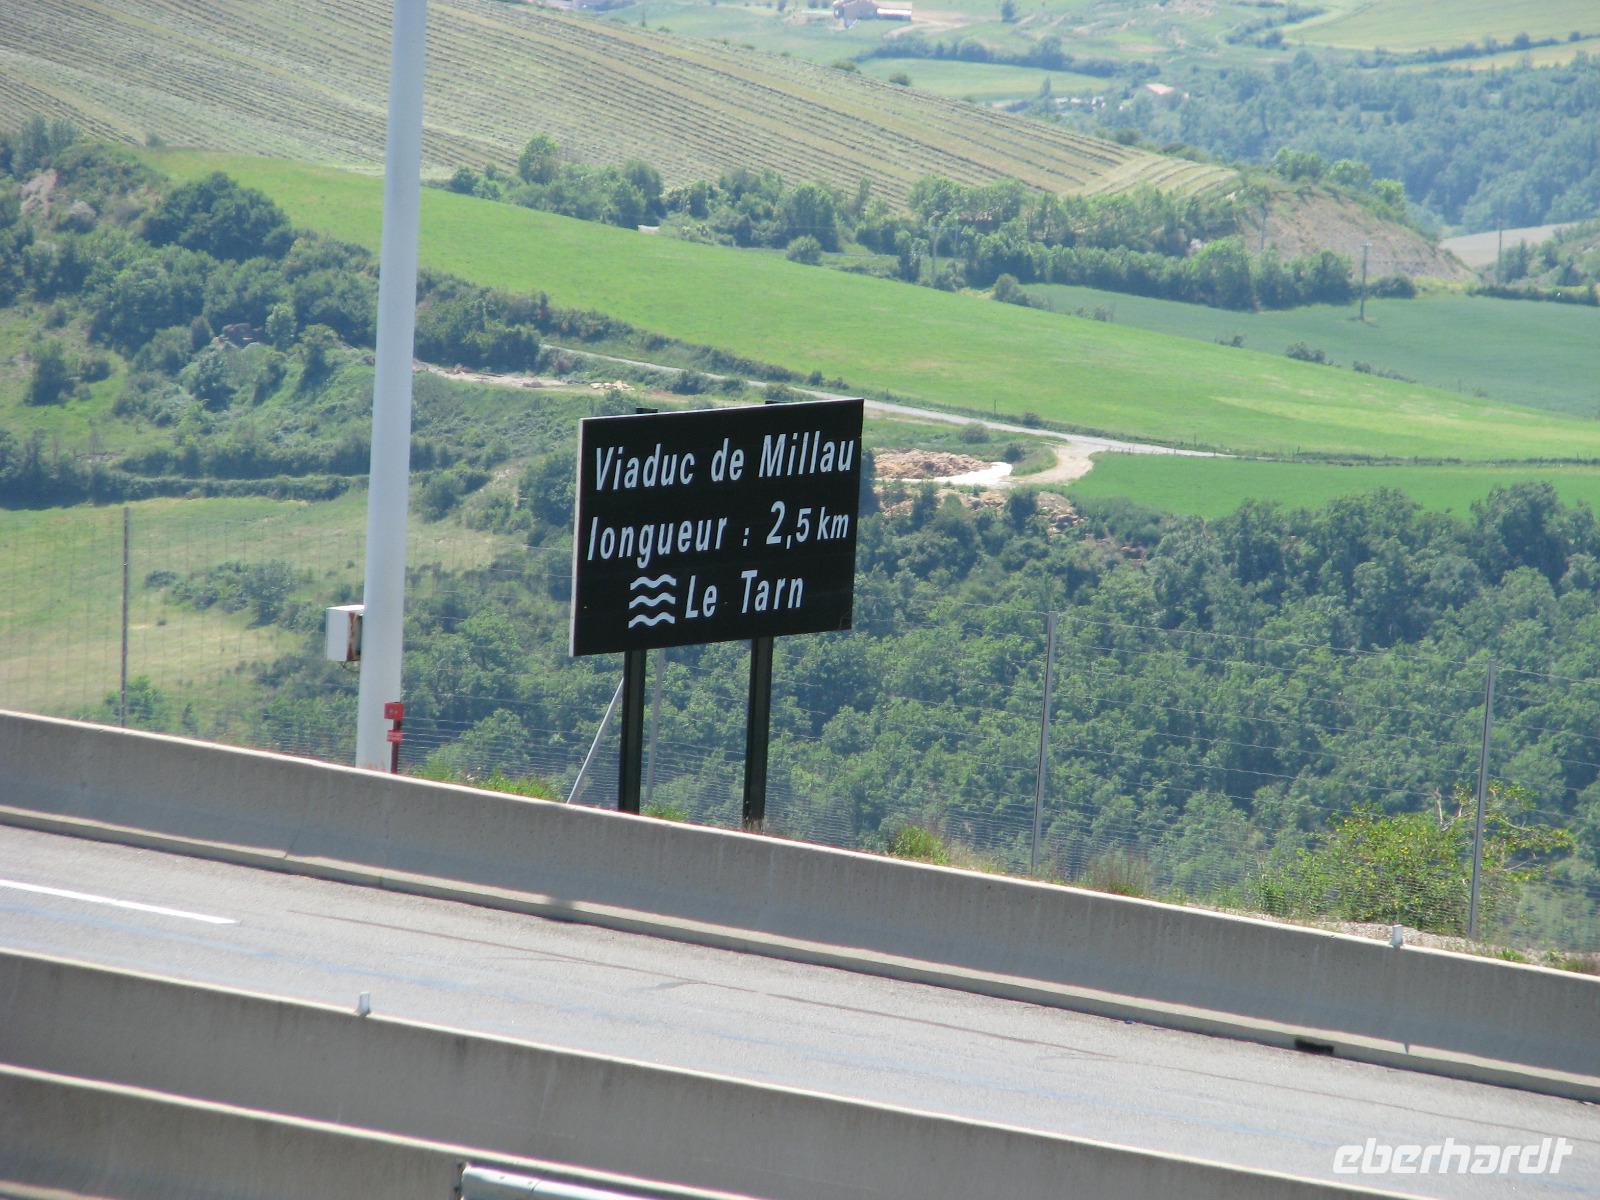 Viaduc de Millau
longueur : 2,5 km
Le Tarn
eberhardt